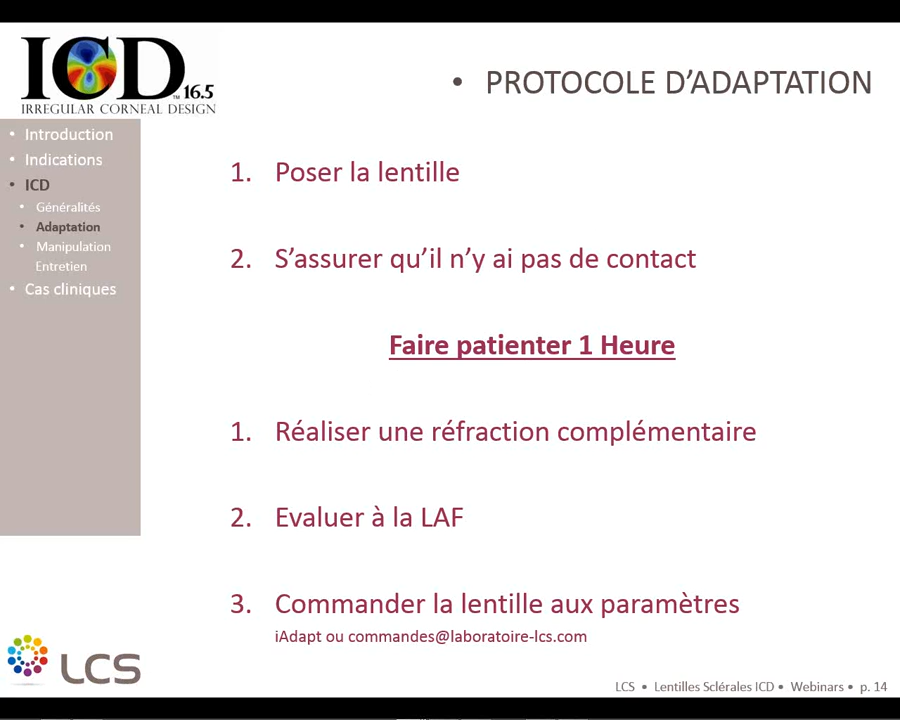 ICD™ 16.5
IRREGULAR CORNEAL DESIGN
• PROTOCOLE D'ADAPTATION
• Introduction
• Indications
• ICD
• Généralités
• Adaptation
• Manipulation
Entretien
• Cas cliniques
1. Poser la lentille
2. S'assurer qu'il n'y ai pas de contact
Faire patienter 1 Heure
1. Réaliser une réfraction complémentaire
2. Evaluer à la LAF
3. Commander la lentille aux paramètres
iAdapt ou commandes@laboratoire-lcs.com
LCS
LCS • Lentilles Sclérales ICD • Webinars • p. 14